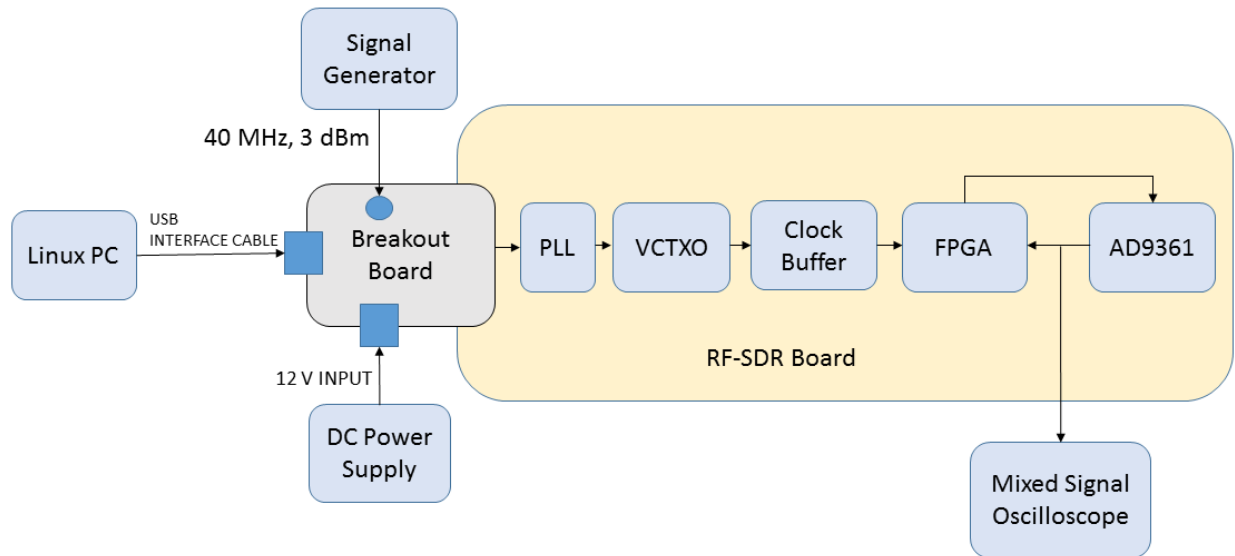 Signal
Generator
40 MHz, 3 dBm
USB
INTERFACE CABLE
Linux PC
Breakout
Board
PLL
VCTXO
Clock
Buffer
FPGA
AD9361
RF-SDR Board
12 V INPUT
DC Power
Supply
Mixed Signal
Oscilloscope